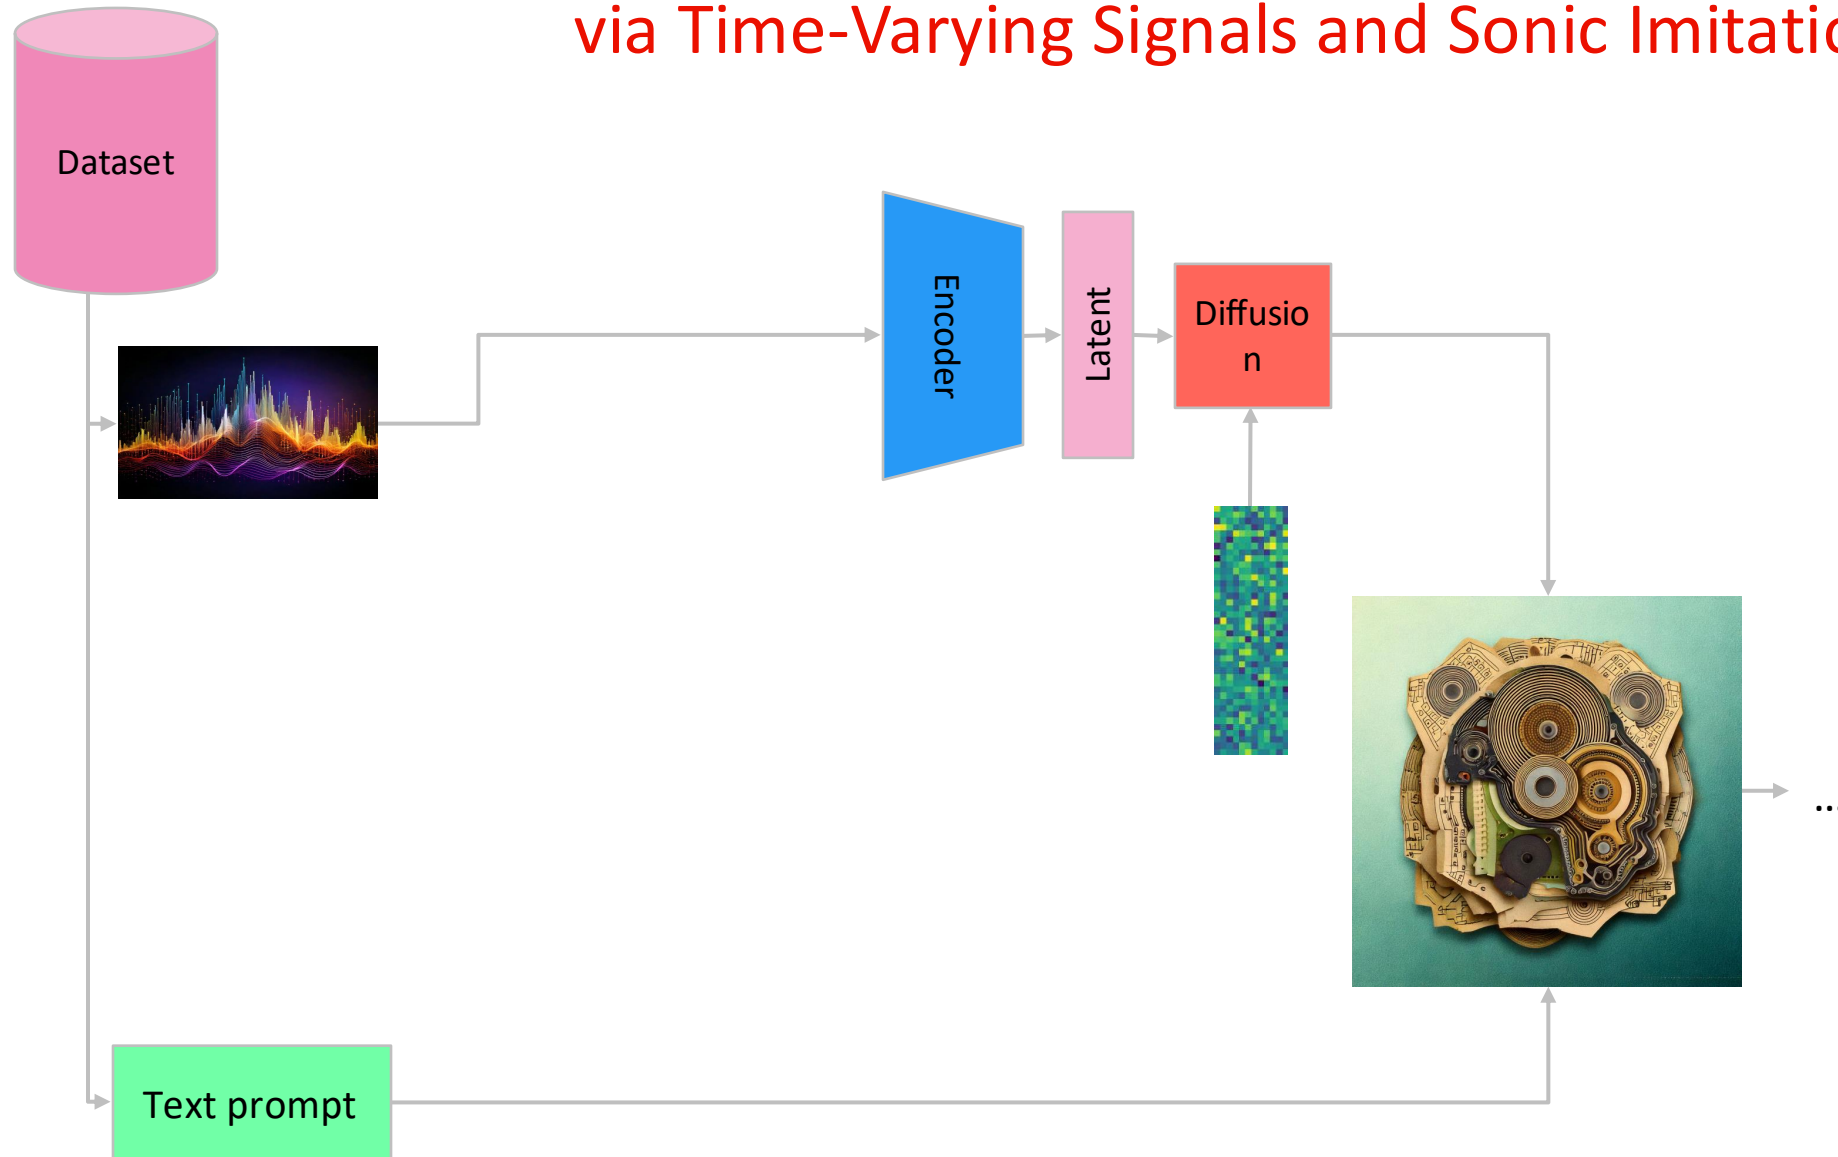 via Time-Varying Signals and Sonic Imitatio
Dataset
Encoder
Latent
Diffusio
n
...
Text prompt